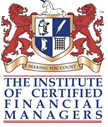 MAKING YOU COUNT
THE INSTITUTE
OF CERTIFIED
FINANCIAL
MANAGERS